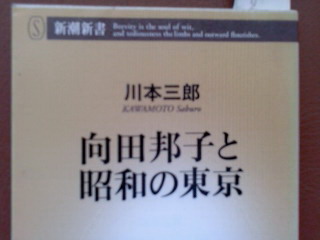 S 新潮新書
Brevity is the soul of wit,
and tediousness the limbs and outward flourishes.
川本三郎
KAWAMOTO Saburo
向田邦子と
昭和の東京